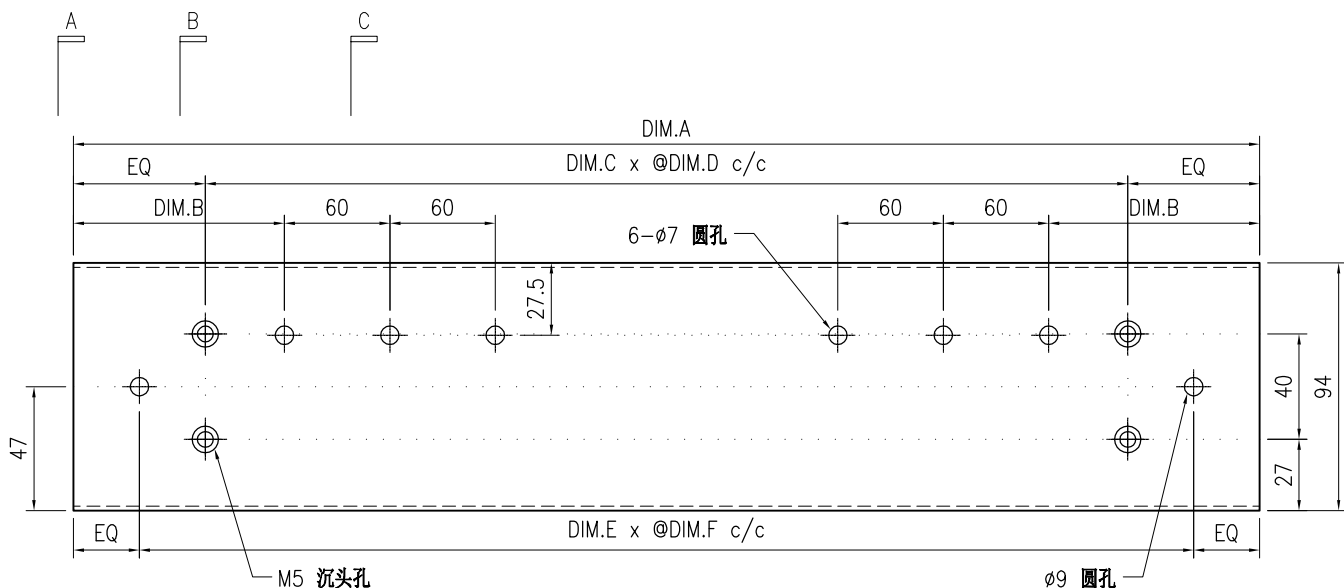 A B C
DIM.A
EQ DIM.C x @DIM.D c/c EQ
DIM.B 60 60 60 60 DIM.B
6-ø7 圆孔
27.5
47
40
94
27
EQ DIM.E x @DIM.F c/c EQ
M5 沉头孔
ø9 圆孔